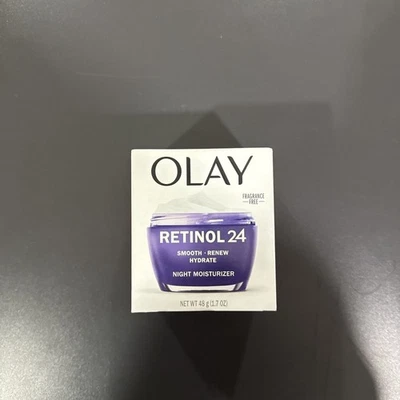 OLAY
FRAGRANCE
FREE
RETINOL 24
SMOOTH · RENEW
HYDRATE
NIGHT MOISTURIZER
NET WT 48 g (1.7 OZ)